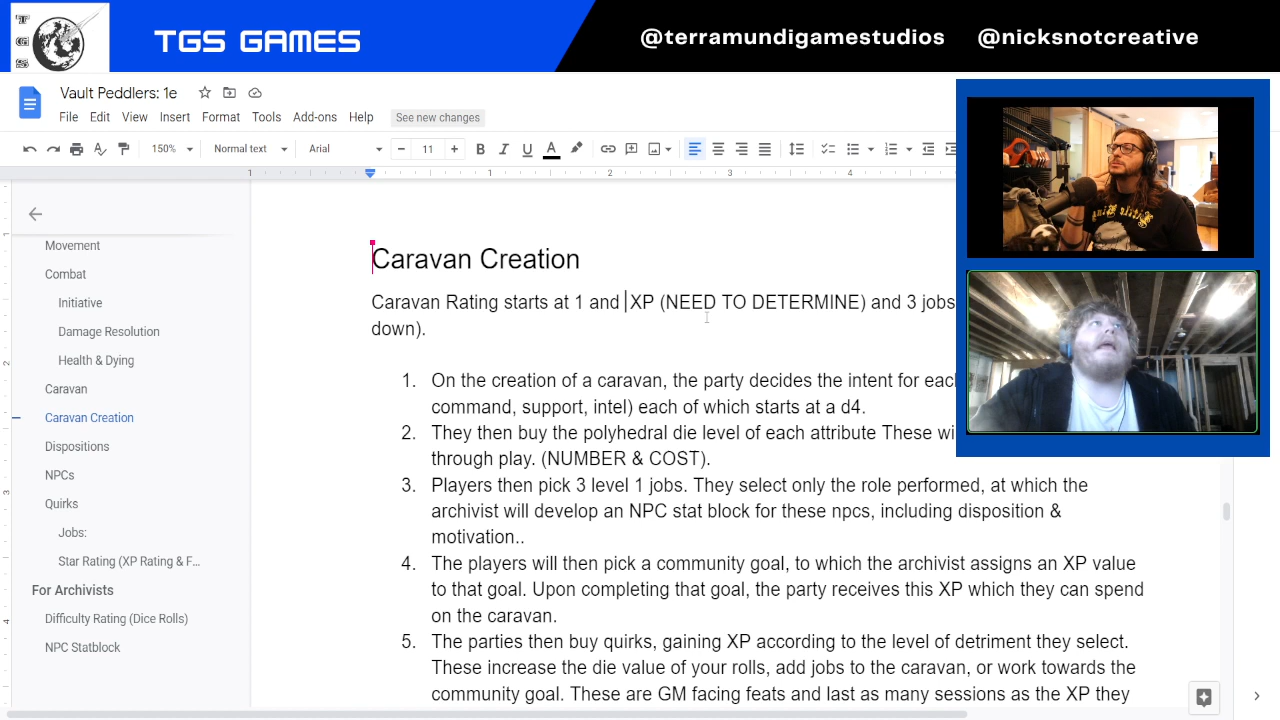 T
G
S
TGS GAMES
@terramundigamestudios @nicksnotcreative
Vault Peddlers: 1e
File Edit View Insert Format Tools Add-ons Help See new changes
150% Normal text Arial 11 B I U A
1 1 2 3 4
Movement
Combat
Initiative
Damage Resolution
Health & Dying
Caravan
Caravan Creation
Dispositions
NPCs
Quirks
Jobs:
Star Rating (XP Rating & F...
For Archivists
Difficulty Rating (Dice Rolls)
NPC Statblock
Caravan Creation
Caravan Rating starts at 1 and XP (NEED TO DETERMINE) and 3 jobs
down).
1. On the creation of a caravan, the party decides the intent for each
command, support, intel) each of which starts at a d4.
2. They then buy the polyhedral die level of each attribute These wi
through play. (NUMBER & COST).
3. Players then pick 3 level 1 jobs. They select only the role performed, at which the
archivist will develop an NPC stat block for these npcs, including disposition &
motivation..
4. The players will then pick a community goal, to which the archivist assigns an XP value
to that goal. Upon completing that goal, the party receives this XP which they can spend
on the caravan.
5. The parties then buy quirks, gaining XP according to the level of detriment they select.
These increase the die value of your rolls, add jobs to the caravan, or work towards the
community goal. These are GM facing feats and last as many sessions as the XP they